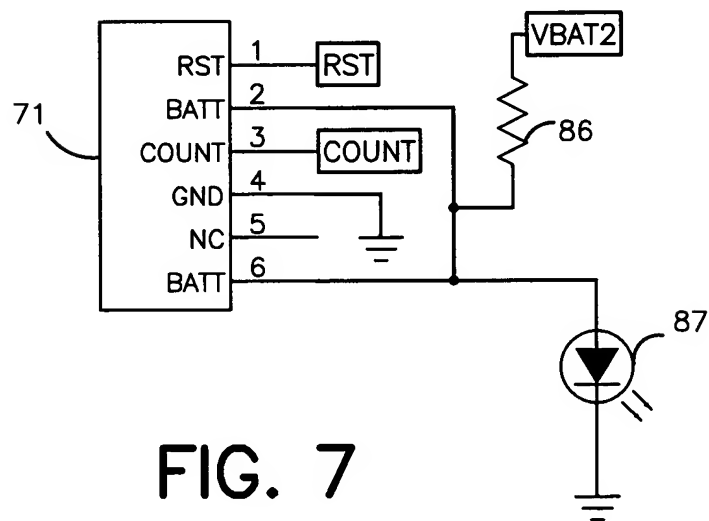 71
RST 1 RST
BATT 2
COUNT 3 COUNT
GND 4
NC 5
BATT 6
VBAT2
86
87
FIG. 7